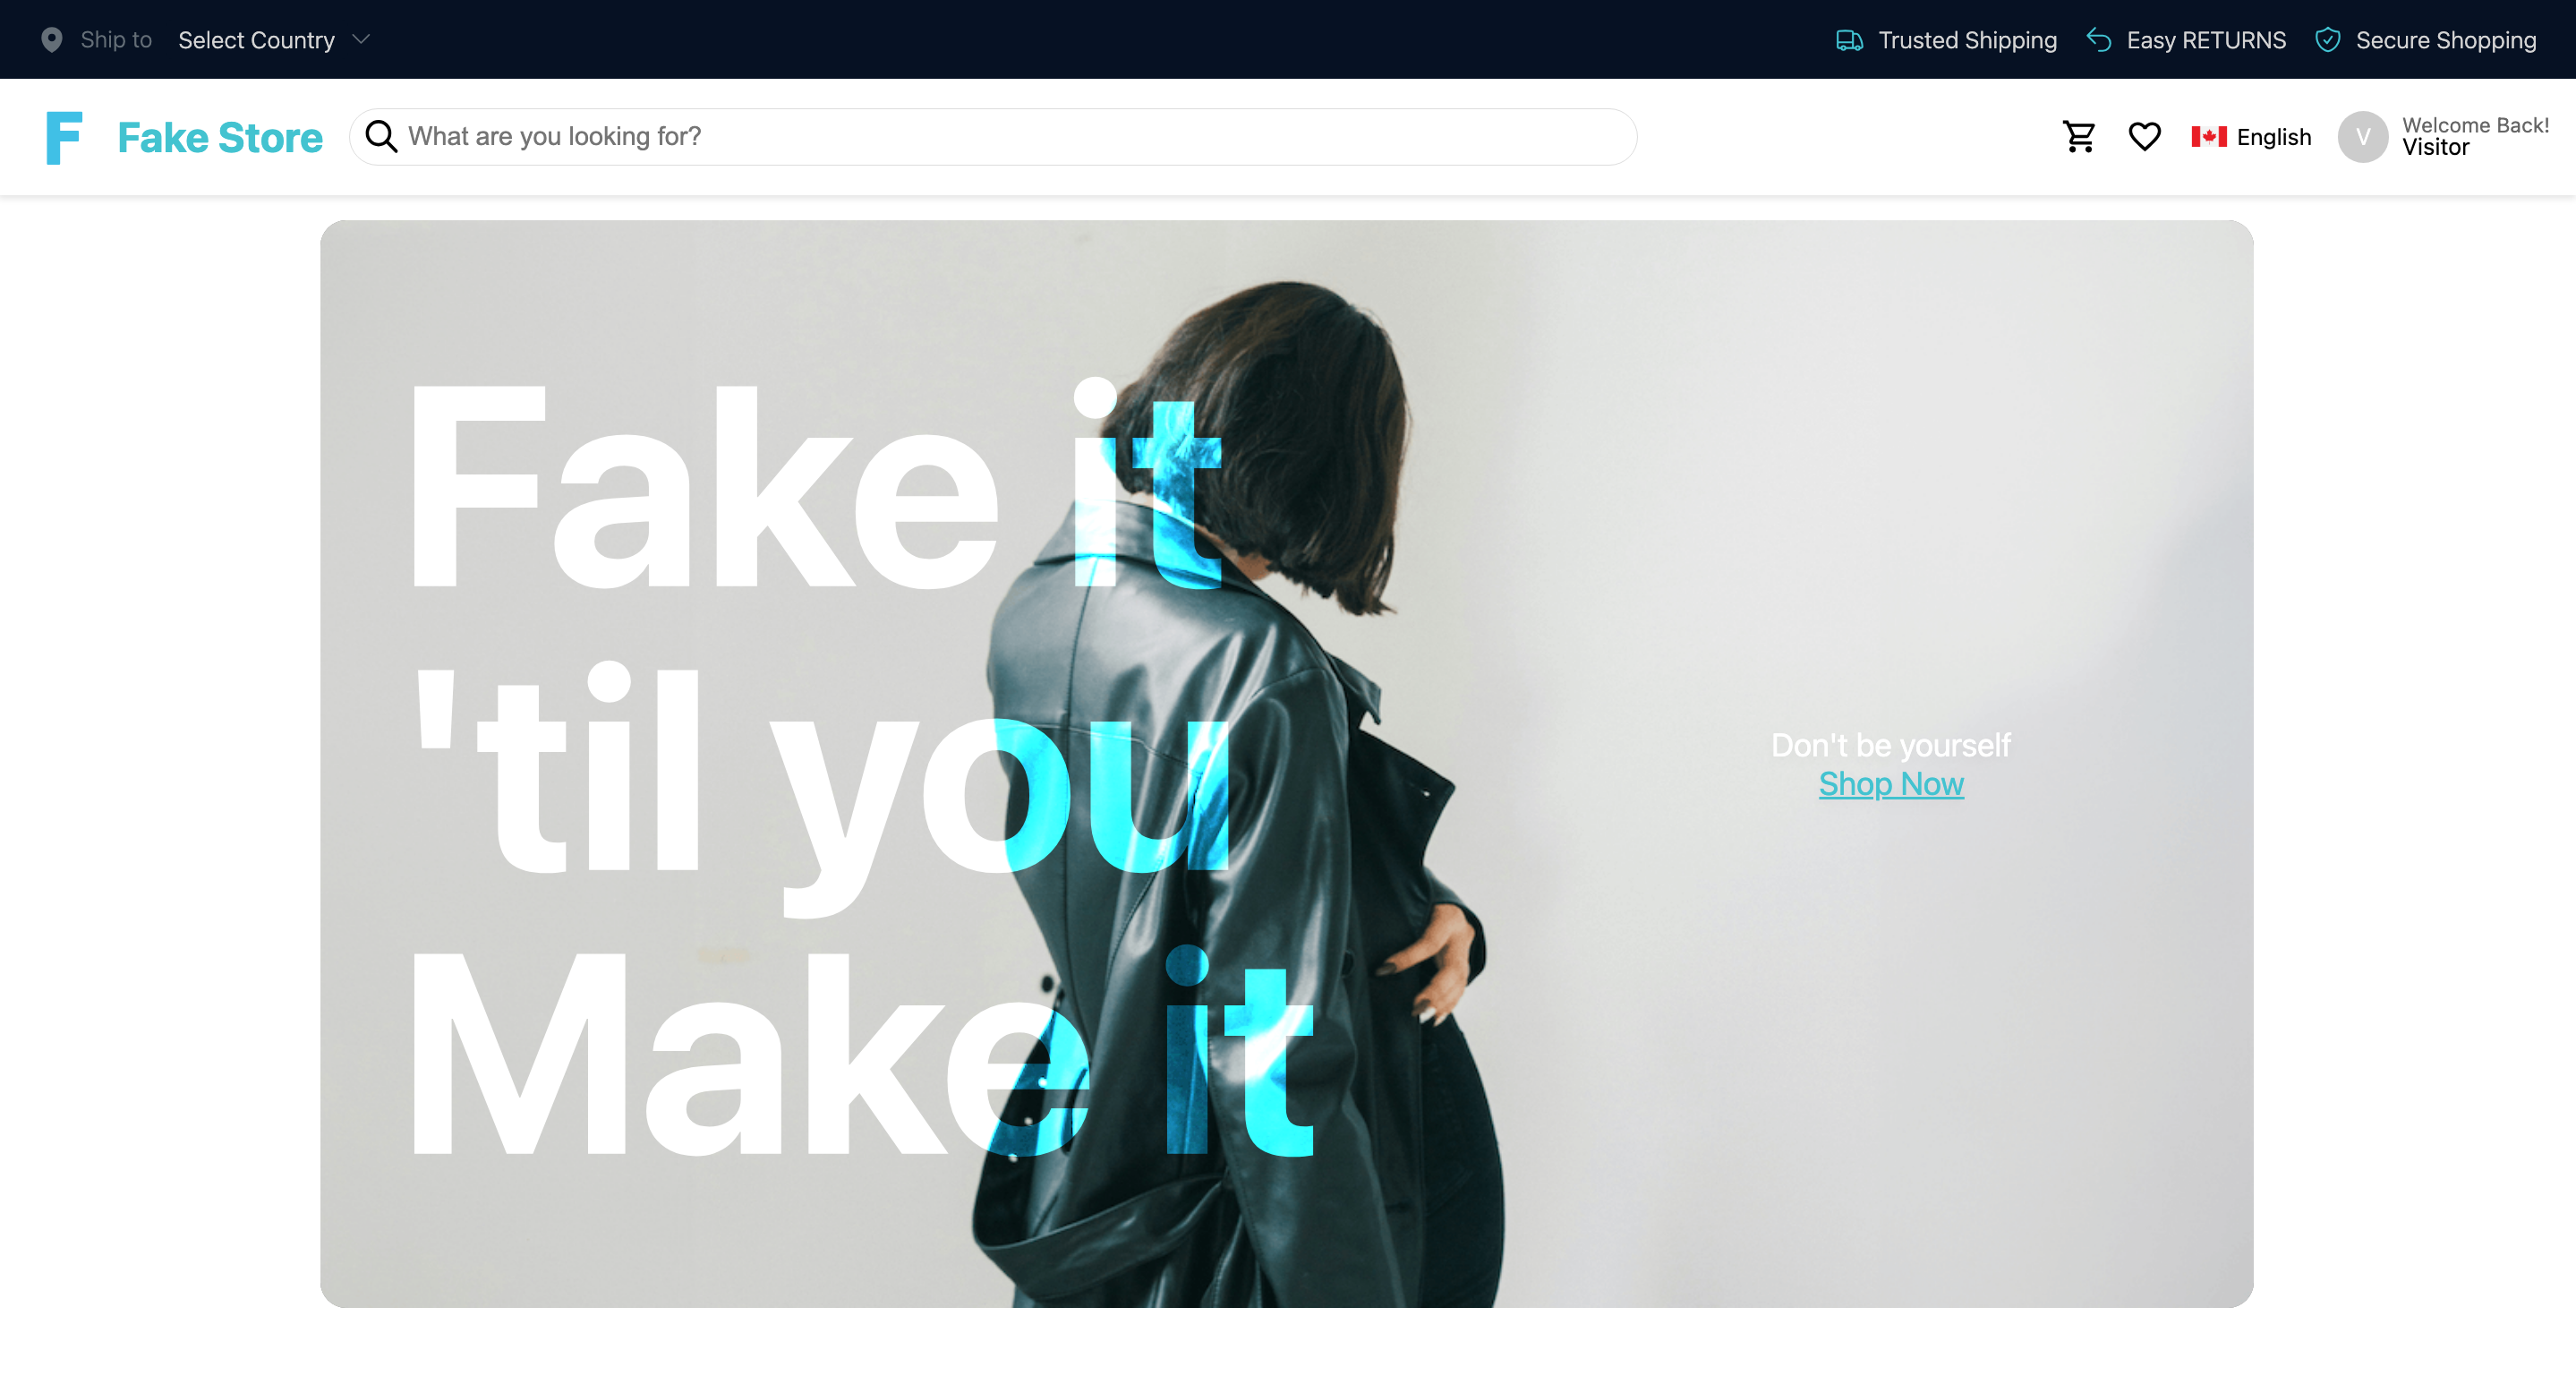 Ship to Select Country
Trusted Shipping Easy RETURNS Secure Shopping
F Fake Store
What are you looking for?
English
V
Welcome Back!
Visitor
Fake it
'til you
Make it
Don't be yourself
Shop Now